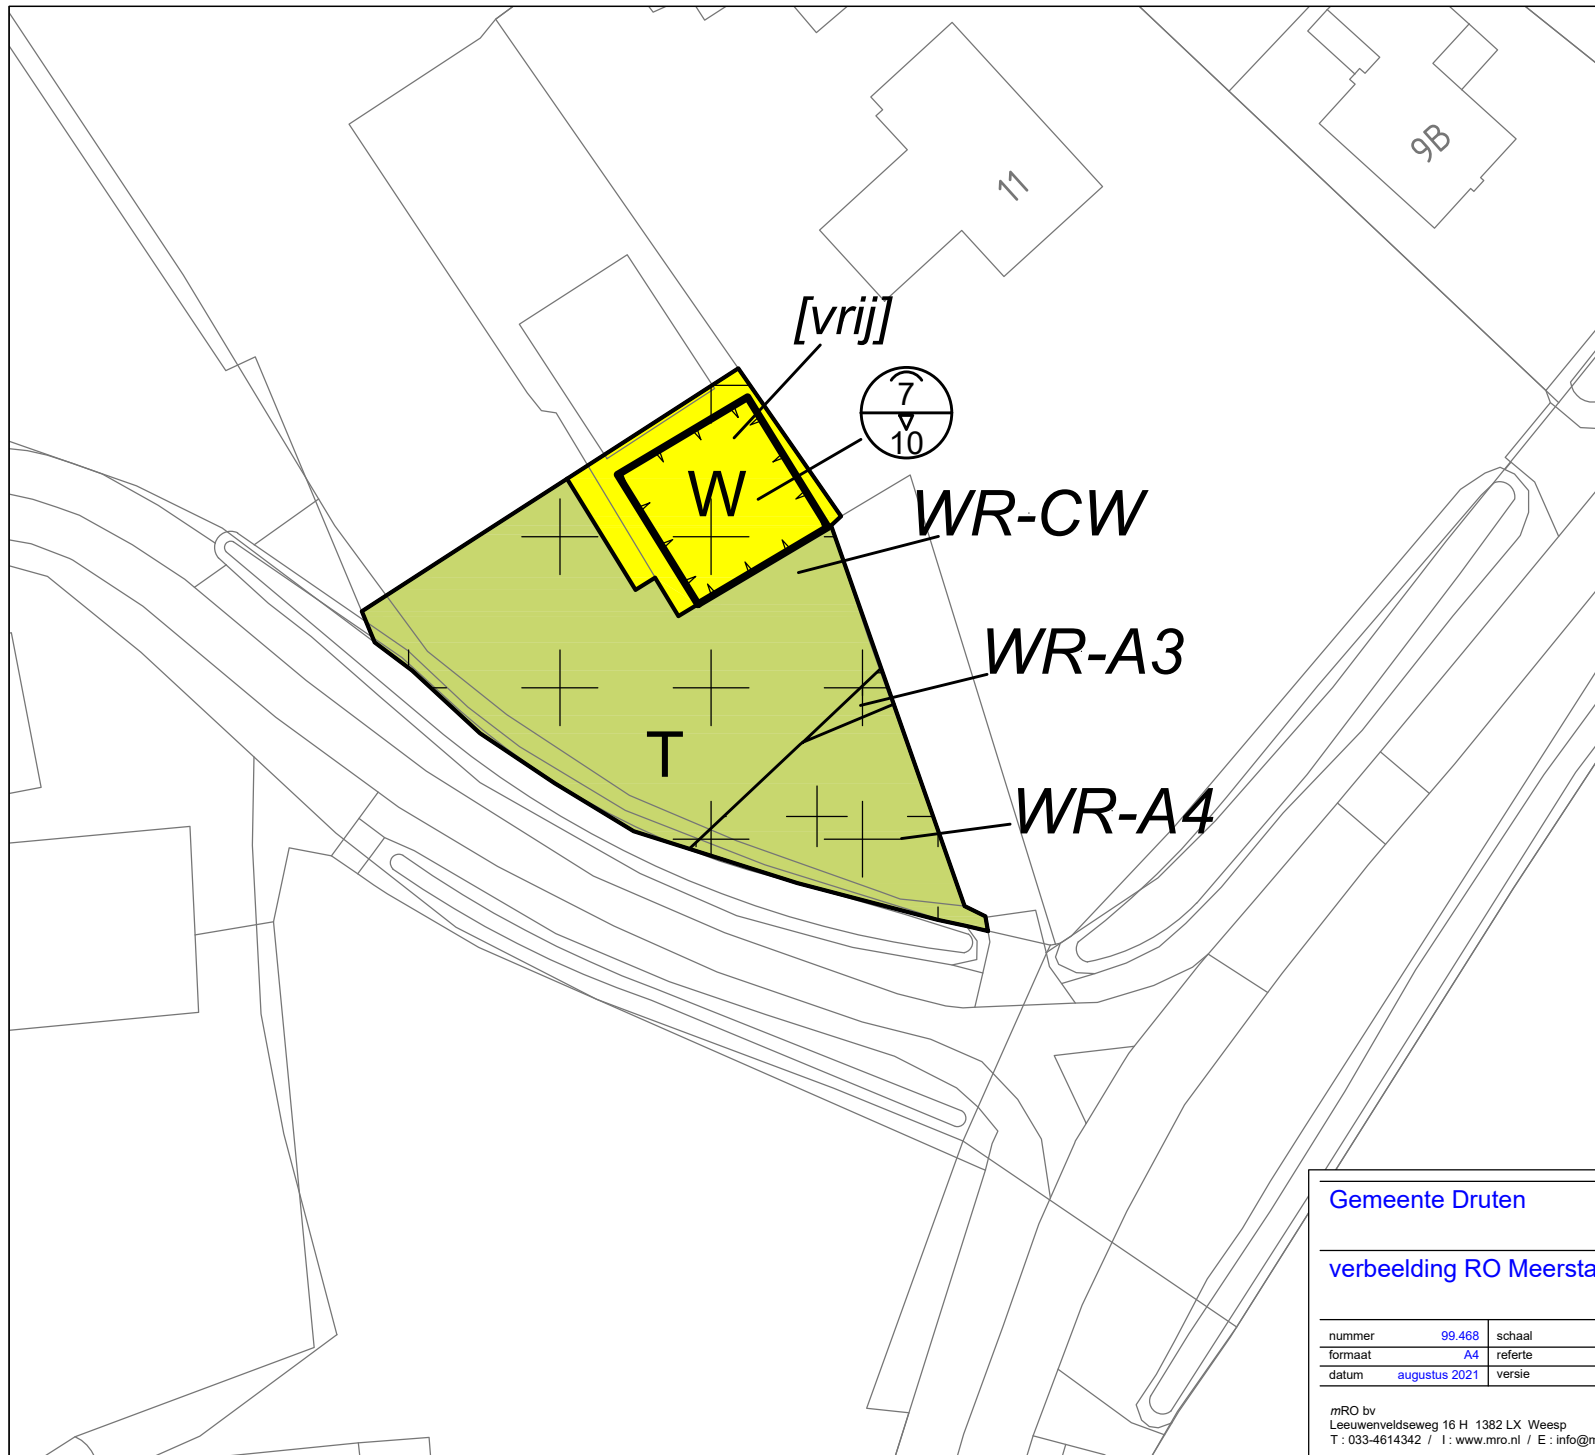 9B
11
[vrij]
7
10
W
WR-CW
WR-A3
T
WR-A4
Gemeente Druten
verbeelding RO Meersta
nummer 99.468 schaal
formaat A4 referte
datum augustus 2021 versie
mRO bv
Leeuwenveldseweg 16 H 1382 LX Weesp
T : 033-4614342 / I : www.mro.nl / E : info@m